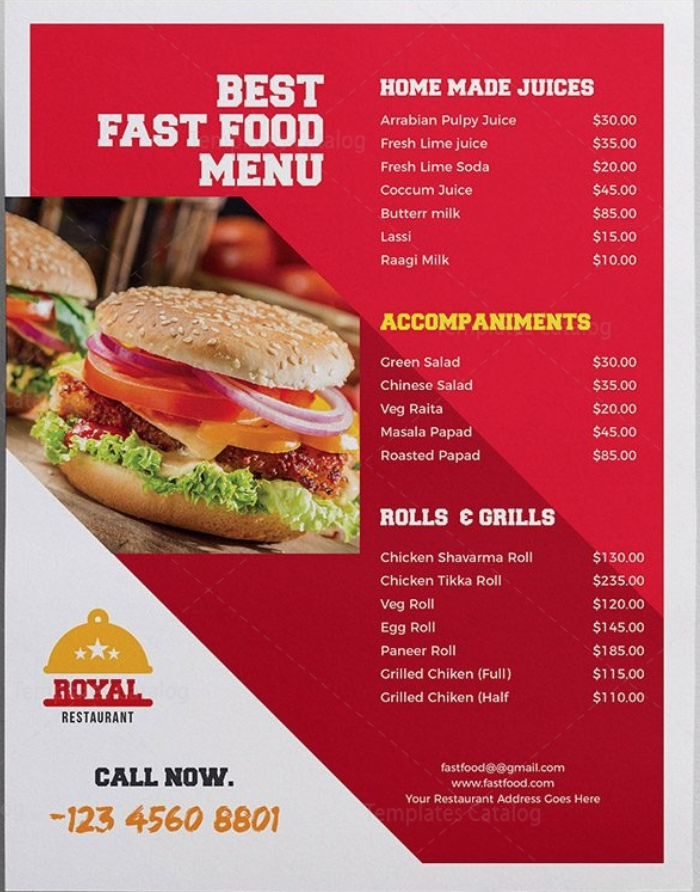 BEST
FAST FOOD
MENU
HOME MADE JUICES
Arrabian Pulpy Juice $30.00
Fresh Lime juice $35.00
Fresh Lime Soda $20.00
Coccum Juice $45.00
Butterr milk $85.00
Lassi $15.00
Raagi Milk $10.00
ACCOMPANIMENTS
Green Salad $30.00
Chinese Salad $35.00
Veg Raita $20.00
Masala Papad $45.00
Roasted Papad $85.00
ROLLS & GRILLS
Chicken Shavarma Roll $130.00
Chicken Tikka Roll $235.00
Veg Roll $120.00
Egg Roll $145.00
Paneer Roll $185.00
Grilled Chiken (Full) $115.00
Grilled Chiken (Half $110.00
fastfood@@gmail.com
www.fastfood.com
Your Restaurant Address Goes Here
ROYAL
RESTAURANT
CALL NOW.
-123 4560 8801
Templates Catalog